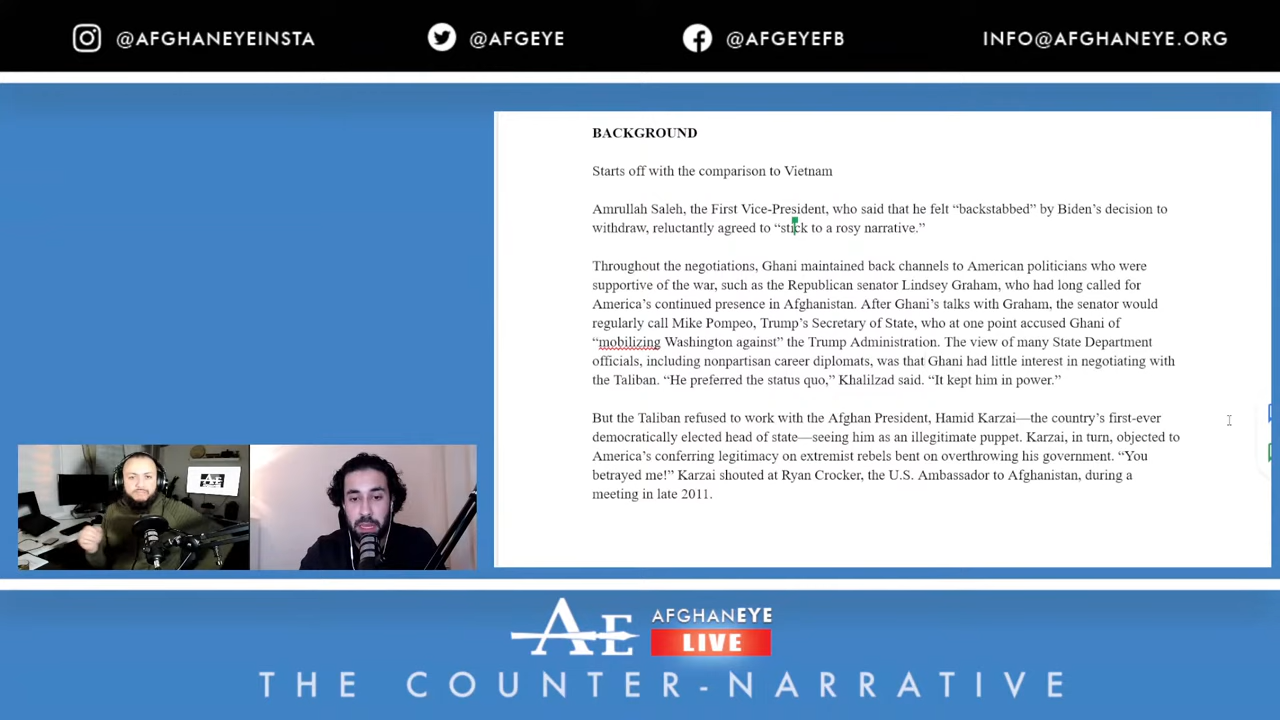 @AFGHANEYEINSTA
@AFGEYE
@AFGEYEFB
INFO@AFGHANEYE.ORG
BACKGROUND
Starts off with the comparison to Vietnam
Amrullah Saleh, the First Vice-President, who said that he felt “backstabbed” by Biden’s decision to
withdraw, reluctantly agreed to “stick to a rosy narrative.”
Throughout the negotiations, Ghani maintained back channels to American politicians who were
supportive of the war, such as the Republican senator Lindsey Graham, who had long called for
America’s continued presence in Afghanistan. After Ghani’s talks with Graham, the senator would
regularly call Mike Pompeo, Trump’s Secretary of State, who at one point accused Ghani of
“mobilizing Washington against” the Trump Administration. The view of many State Department
officials, including nonpartisan career diplomats, was that Ghani had little interest in negotiating with
the Taliban. “He preferred the status quo,” Khalilzad said. “It kept him in power.”
But the Taliban refused to work with the Afghan President, Hamid Karzai—the country’s first-ever
democratically elected head of state—seeing him as an illegitimate puppet. Karzai, in turn, objected to
America’s conferring legitimacy on extremist rebels bent on overthrowing his government. “You
betrayed me!” Karzai shouted at Ryan Crocker, the U.S. Ambassador to Afghanistan, during a
meeting in late 2011.
AE
AFGHANEYE
LIVE
THE COUNTER-NARRATIVE